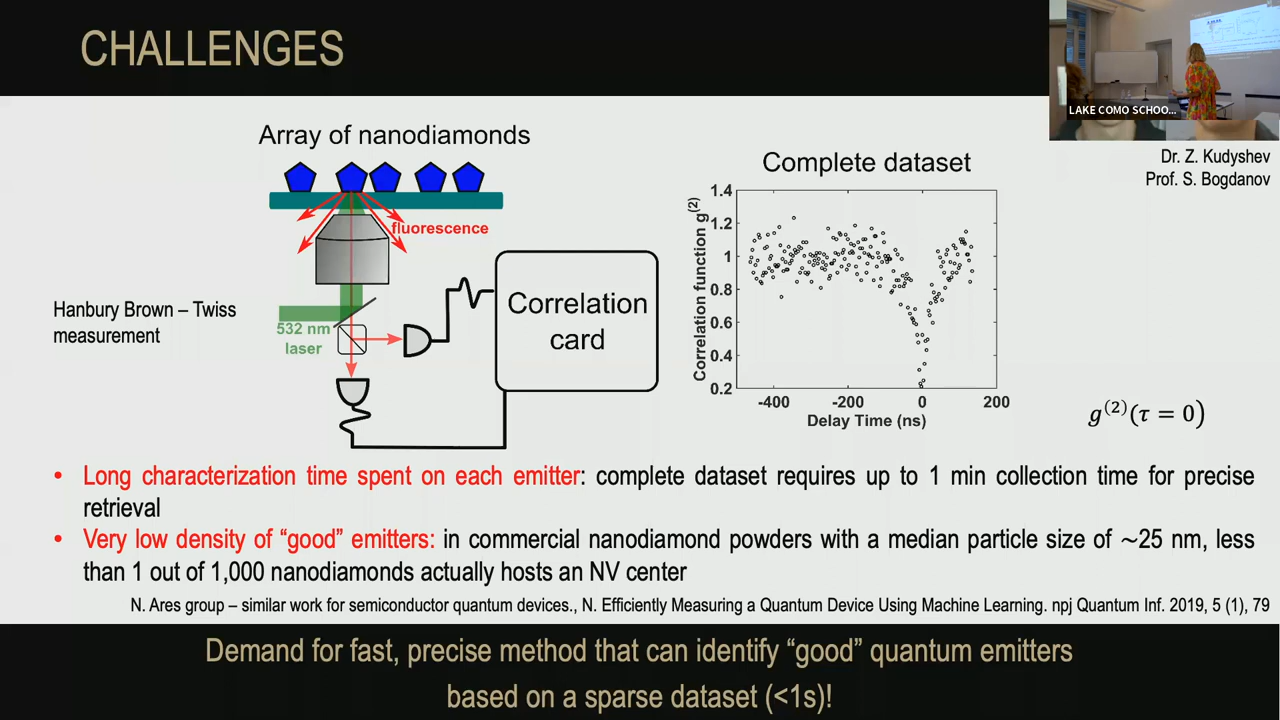 CHALLENGES
LAKE COMO SCHOO...
Dr. Z. Kudyshev
Prof. S. Bogdanov
Array of nanodiamonds
fluorescence
Hanbury Brown – Twiss
measurement
532 nm
laser
Correlation
card
Complete dataset
Correlation function g(2)
1.4
1.2
1
0.8
0.6
0.4
0.2
-400
-200
0
200
Delay Time (ns)
g(2)(τ = 0)
• Long characterization time spent on each emitter: complete dataset requires up to 1 min collection time for precise
retrieval
• Very low density of “good” emitters: in commercial nanodiamond powders with a median particle size of ~25 nm, less
than 1 out of 1,000 nanodiamonds actually hosts an NV center
N. Ares group – similar work for semiconductor quantum devices., N. Efficiently Measuring a Quantum Device Using Machine Learning. npj Quantum Inf. 2019, 5 (1), 79
Demand for fast, precise method that can identify “good” quantum emitters
based on a sparse dataset (<1s)!